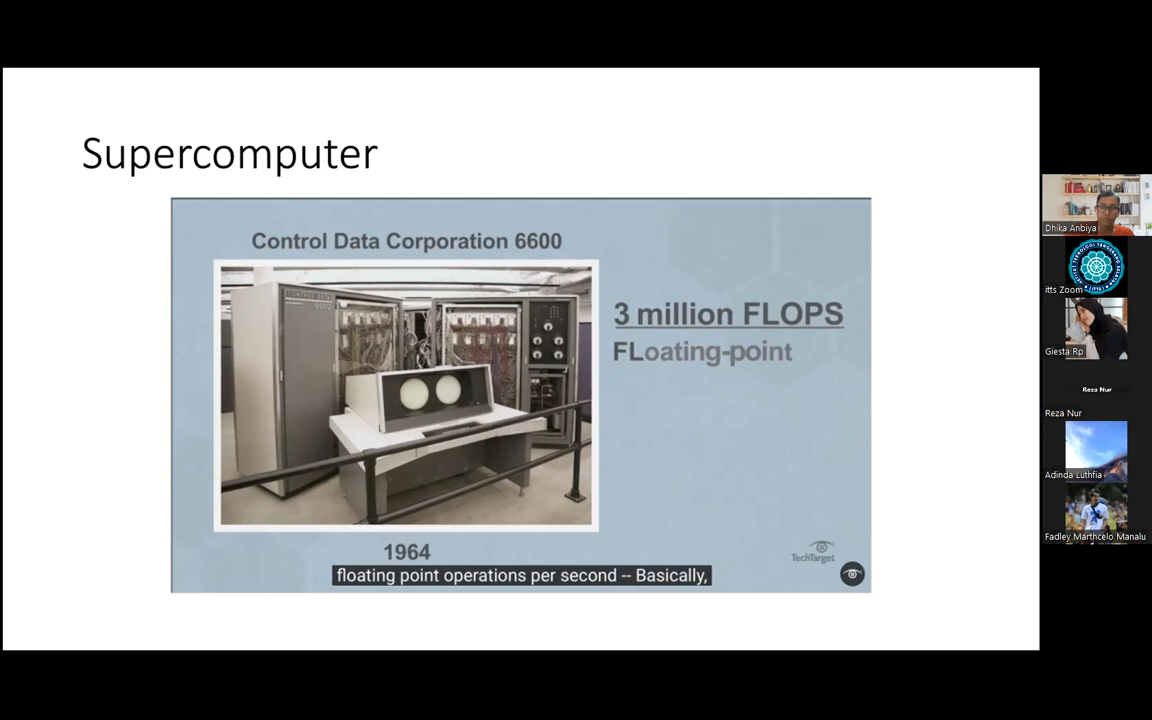 Supercomputer
Control Data Corporation 6600
3 million FLOPS
FLoating-point
1964
TechTarget
floating point operations per second -- Basically,
Dhika Anbiya
itts Zoom
Giesta Rp
Reza Nur
Reza Nur
Adinda Luthfia
Fadley Marthcelo Manalu